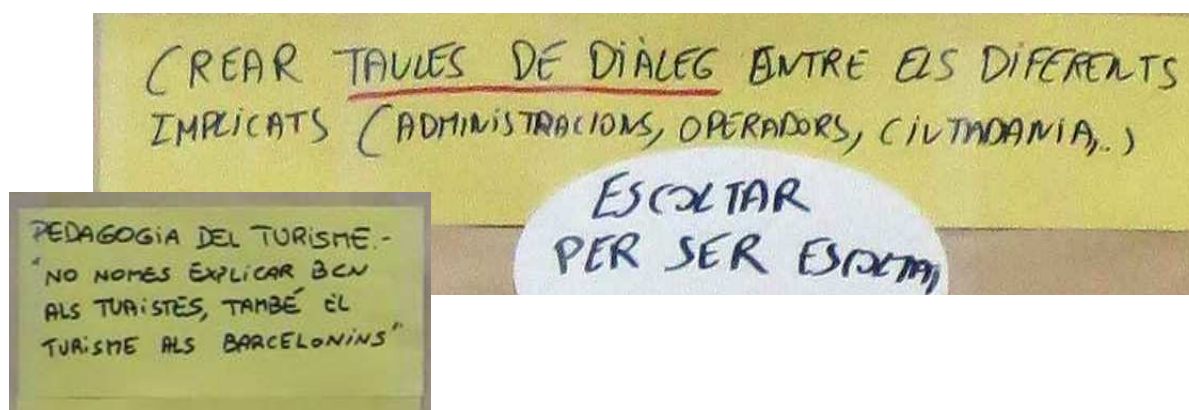 CREAR TAULES DE DIÀLEG ENTRE ELS DIFERENTS
IMPLICATS (ADMINISTRACIONS, OPERADORS, CIUTADANIA,..)
ESCOLTAR
PER SER ESCOLTAT
PEDAGOGIA DEL TURISME.-
"NO NOMES EXPLICAR BCN
ALS TURISTES, TAMBÉ EL
TURISME ALS BARCELONINS"